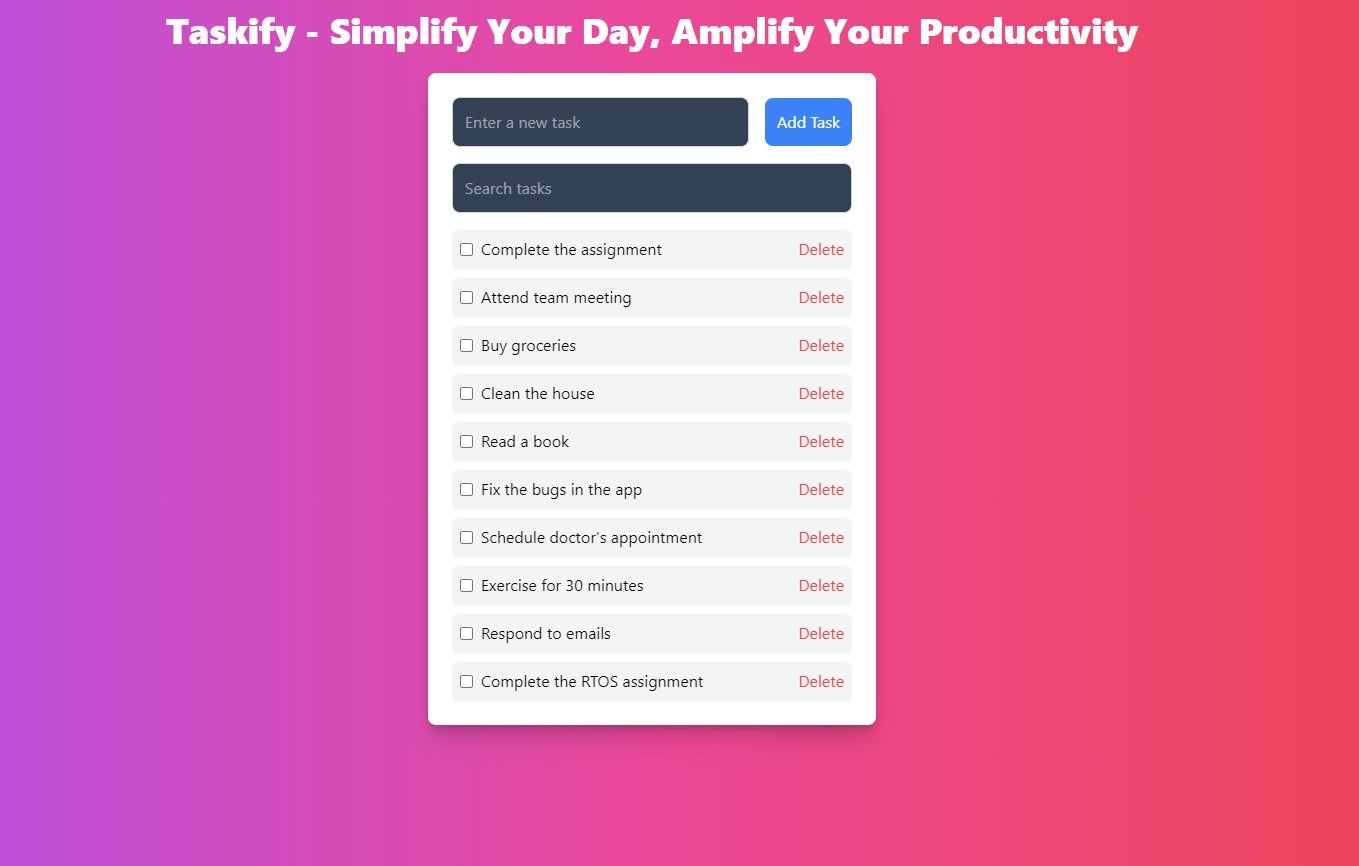 Taskify - Simplify Your Day, Amplify Your Productivity
Enter a new task
Add Task
Search tasks
Complete the assignment
Delete
Attend team meeting
Delete
Buy groceries
Delete
Clean the house
Delete
Read a book
Delete
Fix the bugs in the app
Delete
Schedule doctor's appointment
Delete
Exercise for 30 minutes
Delete
Respond to emails
Delete
Complete the RTOS assignment
Delete